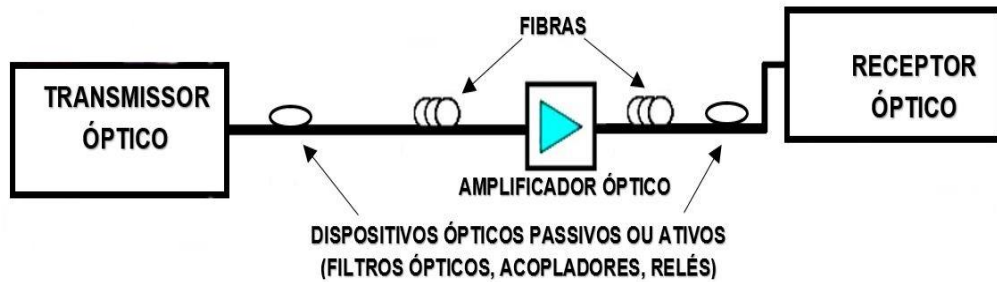 FIBRAS
TRANSMISSOR
ÓPTICO
RECEPTOR
ÓPTICO
AMPLIFICADOR ÓPTICO
DISPOSITIVOS ÓPTICOS PASSIVOS OU ATIVOS
(FILTROS ÓPTICOS, ACOPLADORES, RELÉS)